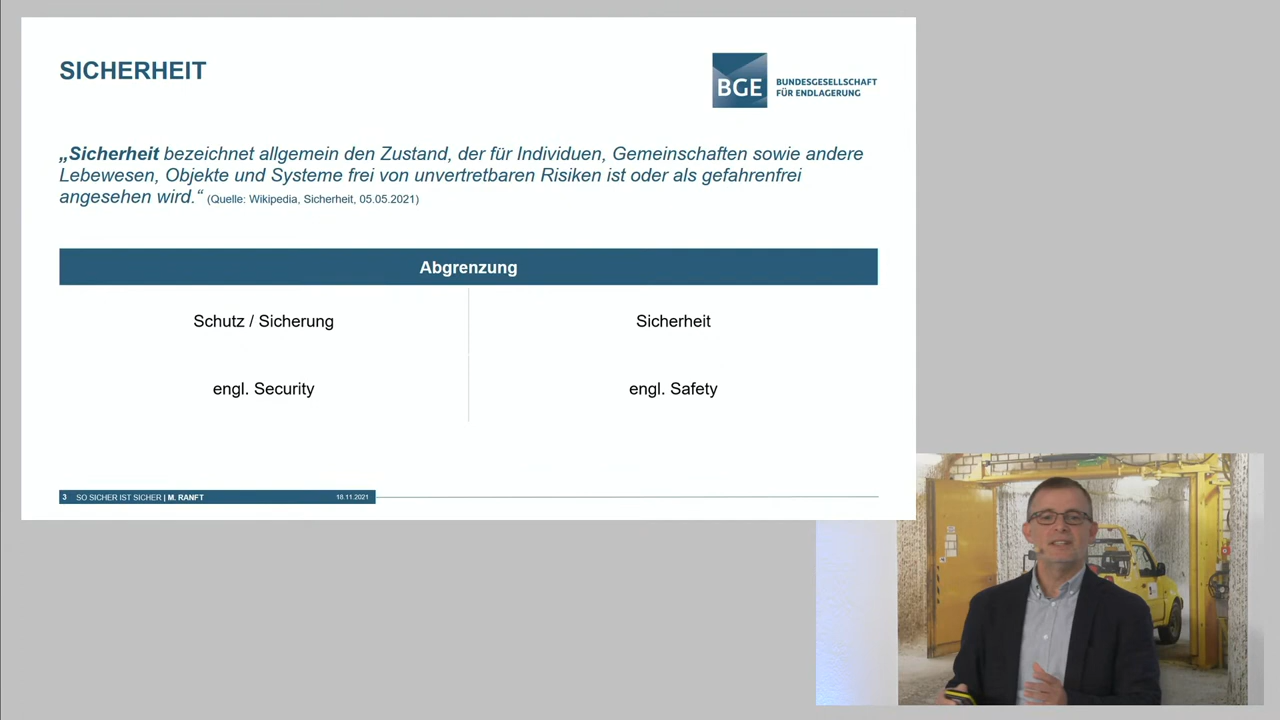 SICHERHEIT
BGE
BUNDESGESELLSCHAFT
FÜR ENDLAGERUNG
„Sicherheit bezeichnet allgemein den Zustand, der für Individuen, Gemeinschaften sowie andere
Lebewesen, Objekte und Systeme frei von unvertretbaren Risiken ist oder als gefahrenfrei
angesehen wird.“ (Quelle: Wikipedia, Sicherheit, 05.05.2021)
Abgrenzung
Schutz / Sicherung
Sicherheit
engl. Security
engl. Safety
3 SO SICHER IST SICHER | M. RANFT 18.11.2021